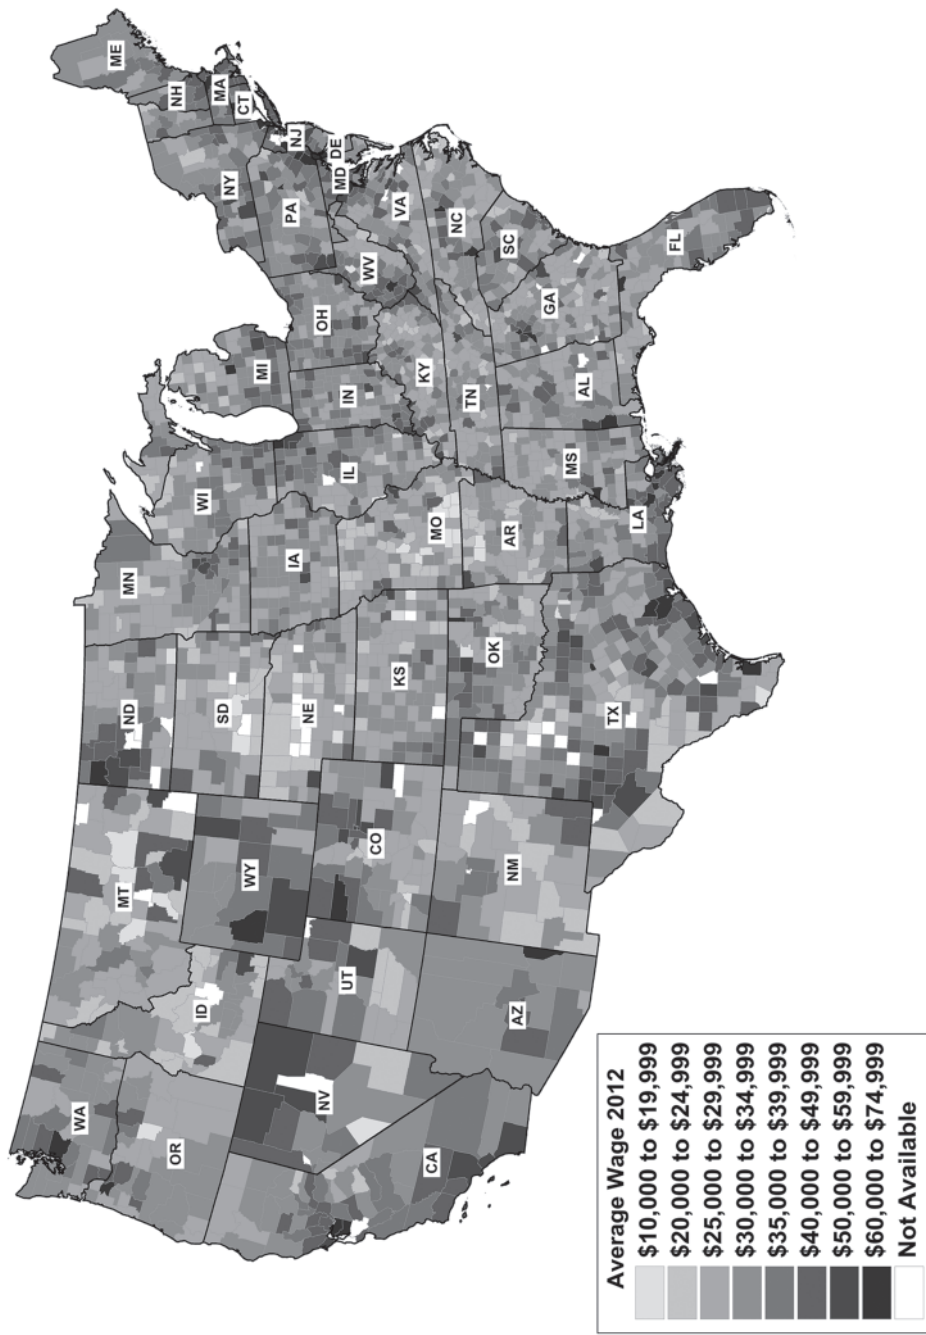 ME
NH
MA
CT
NY
NJ
PA
DE
MD
VA
WV
NC
SC
OH
MI
IN
KY
TN
GA
FL
AL
MS
IL
WI
MN
IA
MO
AR
LA
ND
SD
NE
KS
OK
TX
MT
WY
CO
NM
ID
UT
AZ
WA
OR
NV
CA
Average Wage 2012
$10,000 to $19,999
$20,000 to $24,999
$25,000 to $29,999
$30,000 to $34,999
$35,000 to $39,999
$40,000 to $49,999
$50,000 to $59,999
$60,000 to $74,999
Not Available